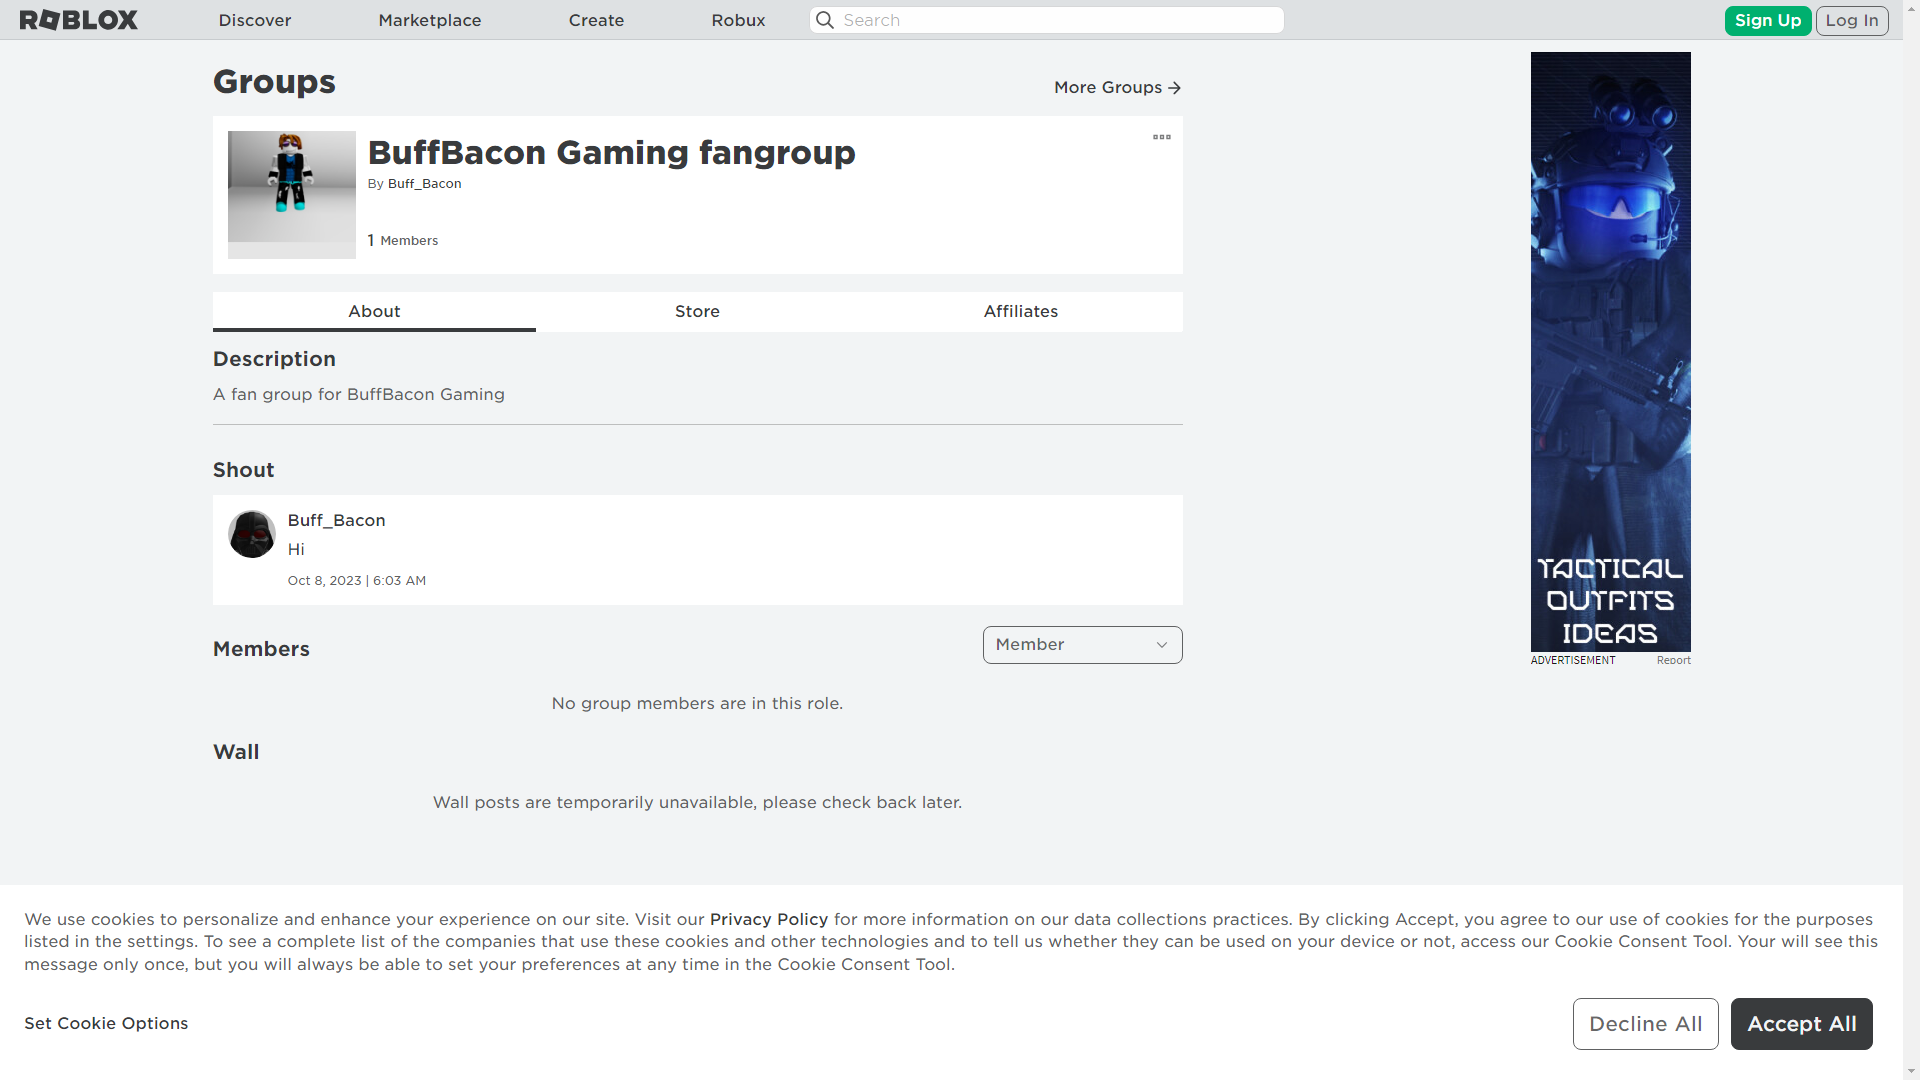 ROBLOX
Discover
Marketplace
Create
Robux
Search
Sign Up
Log In
Groups
More Groups
BuffBacon Gaming fangroup
By Buff_Bacon
1 Members
About
Store
Affiliates
Description
A fan group for BuffBacon Gaming
Shout
Buff_Bacon
Hi
Oct 8, 2023 | 6:03 AM
Members
Member
No group members are in this role.
Wall
Wall posts are temporarily unavailable, please check back later.
TACTICAL
OUTFITS
IDEAS
ADVERTISEMENT
Report
We use cookies to personalize and enhance your experience on our site. Visit our Privacy Policy for more information on our data collections practices. By clicking Accept, you agree to our use of cookies for the purposes
listed in the settings. To see a complete list of the companies that use these cookies and other technologies and to tell us whether they can be used on your device or not, access our Cookie Consent Tool. Your will see this
message only once, but you will always be able to set your preferences at any time in the Cookie Consent Tool.
Set Cookie Options
Decline All
Accept All